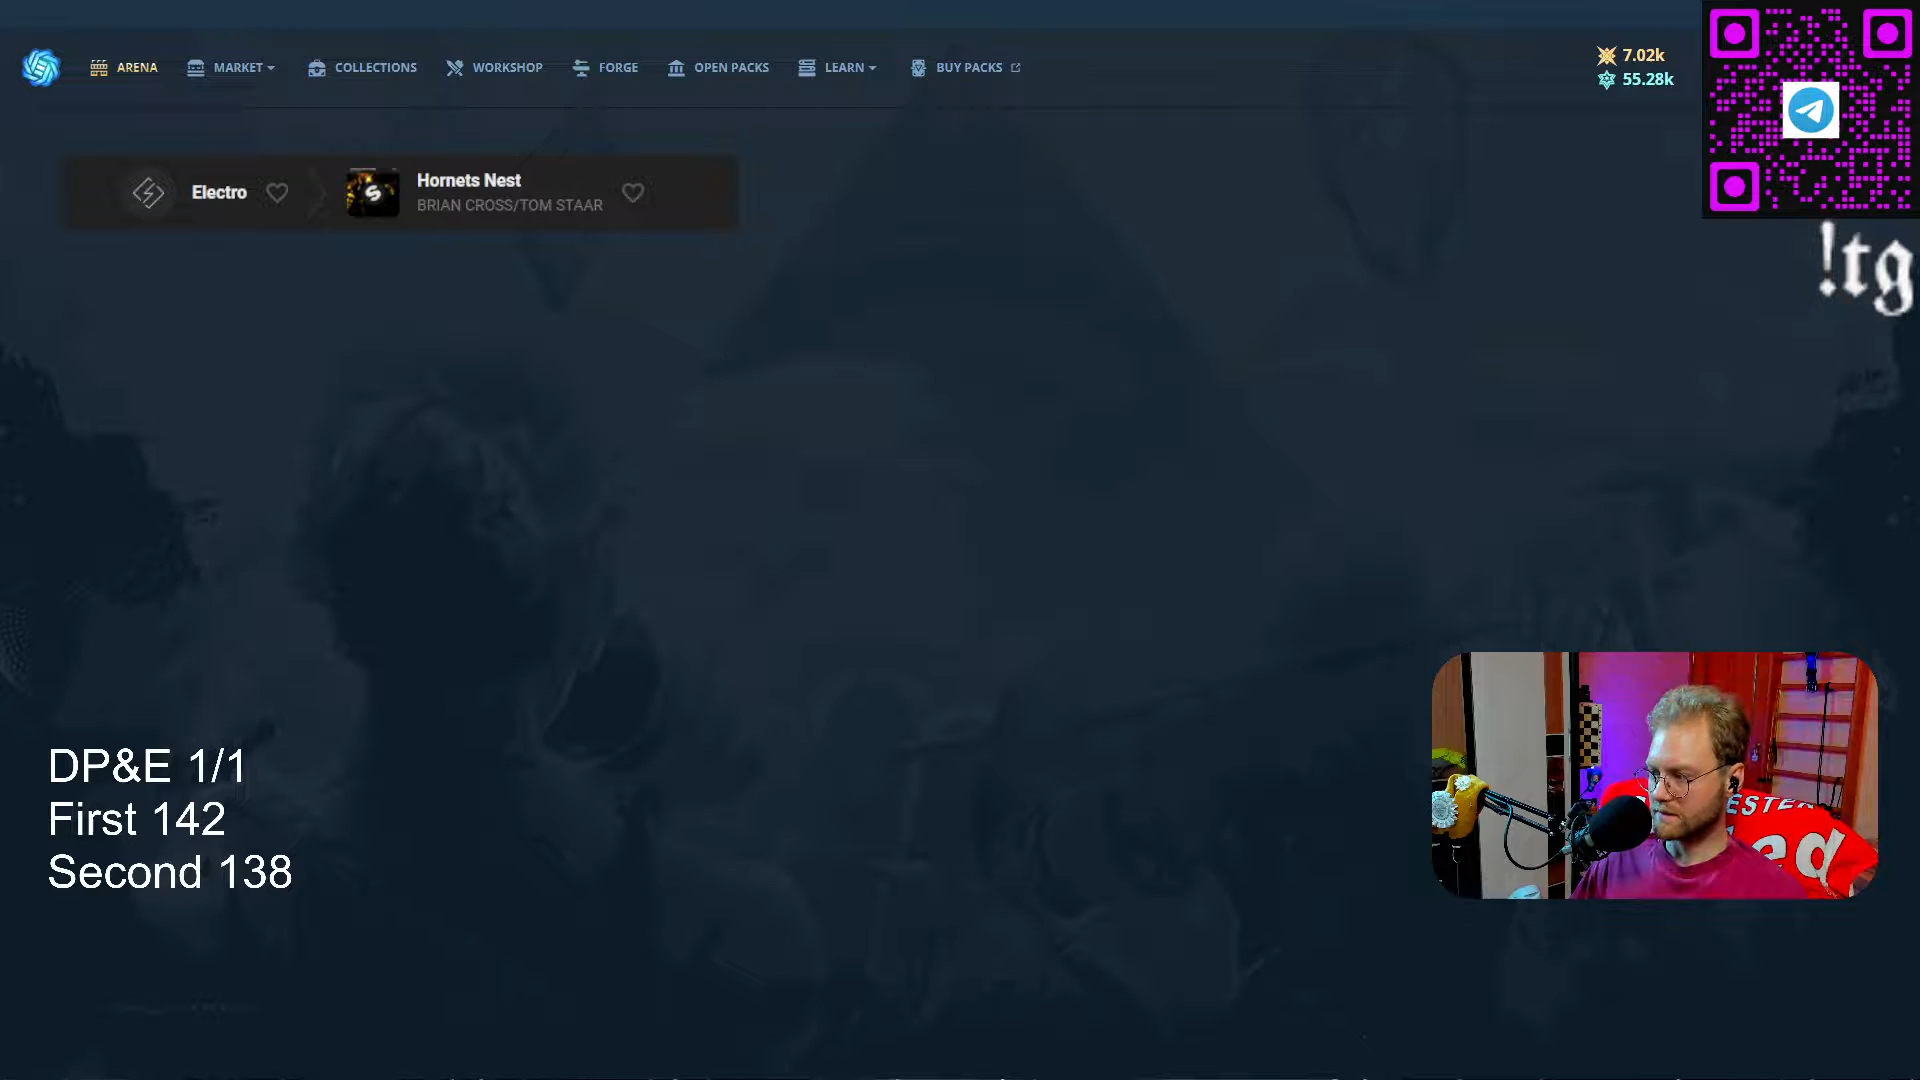 ARENA
MARKET
COLLECTIONS
WORKSHOP
FORGE
OPEN PACKS
LEARN
BUY PACKS
7.02k
55.28k
Electro
Hornets Nest
BRIAN CROSS/TOM STAAR
!tg
DP&E 1/1
First 142
Second 138